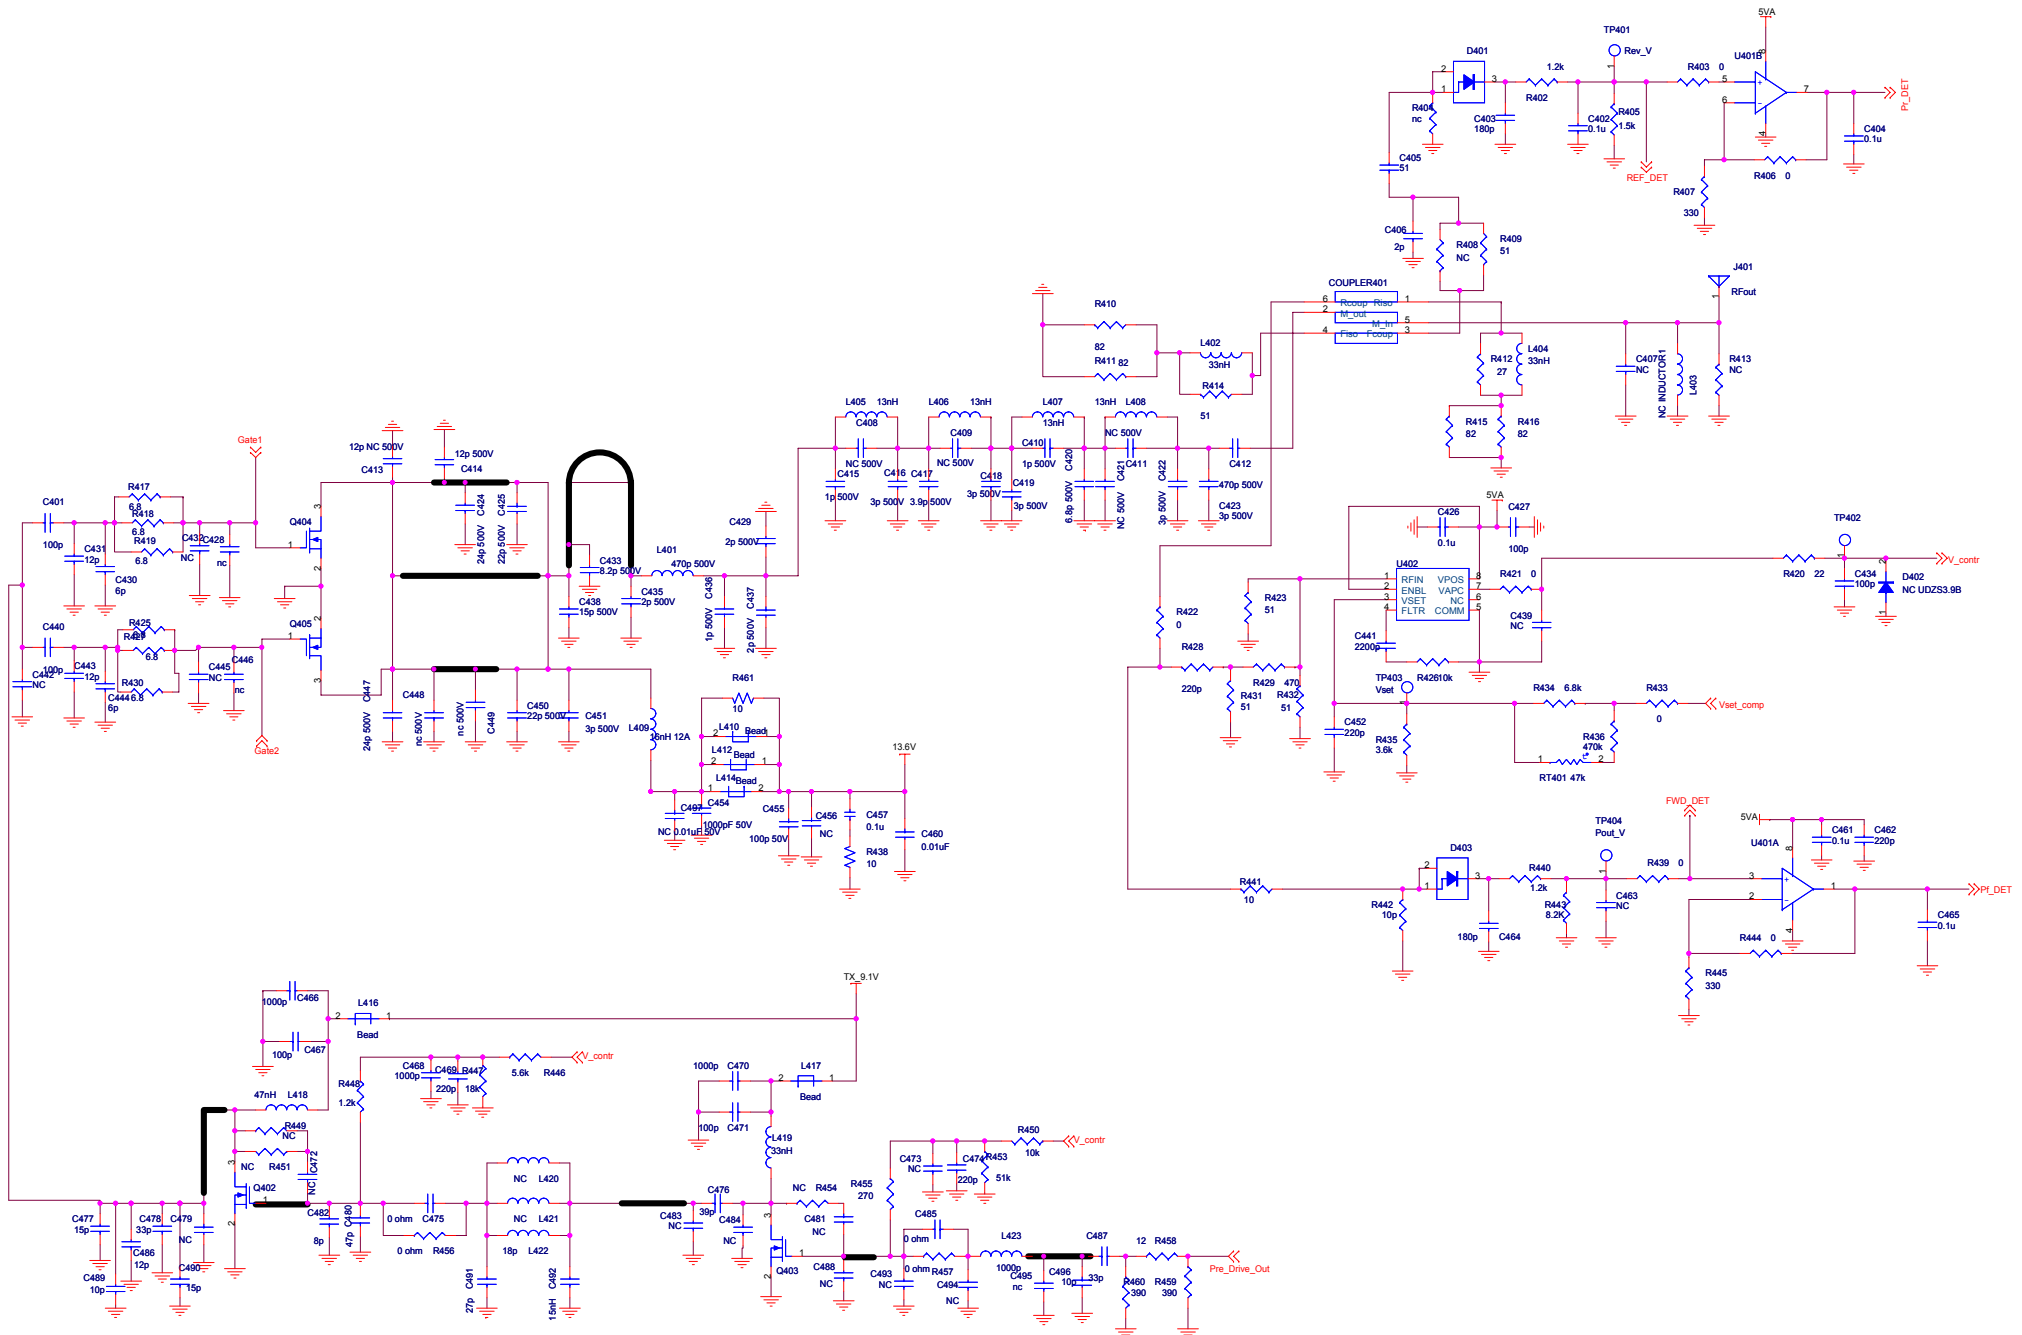 5VA
TP401
Rev_V
D401
U401B
1.2k
R402
R403 0
R404
nc
C403
180p
C402
0.1u
R405
1.5k
REF_DET
R406 0
R407
330
C404
0.1u
Pr_DET
C405
51
C406
2p
R408
NC
R409
51
COUPLER401
Rcoup Riso
M_out
M_in
Fiso Fcoup
J401
RFout
R410
82
R411 82
L402
33nH
R414
51
R412
27
L404
33nH
R415
82
R416
82
C407
NC
NC INDUCTOR1
L403
R413
NC
L405 13nH
C408
NC 500V
L406 13nH
C409
NC 500V
L407
13nH
C410
1p 500V
13nH L408
NC 500V
C411
C412
470p 500V
C415
1p 500V
C416
3p 500V
C417
3.9p 500V
C418
3p 500V
C419
3p 500V
C420
6.8p 500V
C421
NC 500V
C422
3p 500V
C423
3p 500V
Gate1
C401
100p
R417
6.8
R418
6.8
R419
6.8
C431
12p
C430
6p
C432
NC
C428
nc
Q404
12p NC 500V
C413
12p 500V
C414
C424
24p 500V
C425
22p 500V
C433
8.2p 500V
C438
15p 500V
C435
2p 500V
L401
470p 500V
C429
2p 500V
C436
1p 500V
C437
2p 500V
C440
100p
C442
NC
C443
12p
C444
6p
R425
R427
6.8
R430
6.8
C445
NC
C446
nc
Q405
Gate2
C447
24p 500V
C448
nc 500V
C449
nc 500V
C450
22p 500V
C451
3p 500V
L409
16nH 12A
R461
10
L410 Bead
L412
Bead
L414
Bead
13.6V
C497
NC 0.01uF 50V
C454
1000pF 50V
C455
100p 50V
C456
NC
C457
0.1u
R438
10
C460
0.01uF
5VA
C426
0.1u
C427
100p
U402
RFIN VPOS
ENBL VAPC
VSET NC
FLTR COMM
R421 0
R420 22
TP402
C434
100p
D402
NC UDZS3.9B
V_contr
R422
0
R423
51
R428
220p
R429 470
R431
51
R432
51
C441
2200p
R426 10k
C439
NC
TP403
Vset
C452
220p
R435
3.6k
R434 6.8k
R433
0
Vset_comp
R436
470k
RT401 47k
FWD_DET
TP404
Pout_V
D403
R440
1.2k
R439 0
R441
10
R442
10p
180p C464
R443
8.2K
C463
NC
5VA
U401A
C461
0.1u
C462
220p
R444 0
R445
330
Pf_DET
C465
0.1u
TX_9.1V
1000p C466
100p C467
L416
Bead
C468
1000p
C469
220p
R447
18k
5.6k R446
V_contr
R448
1.2k
47nH L418
R449
NC
NC R451
C472
NC
Q402
C477
15p
C489
10p
C486
12p
C478
33p
C479
NC
C490
15p
C482
8p
C480
47p
0 ohm C475
0 ohm R456
NC L420
NC L421
18p L422
C491
27p
C492
15nH
1000p C470
100p C471
L417
Bead
L419
33nH
C483
NC
C476
39p
C484
NC
Q403
NC R454
C481
NC
C488
NC
R455
270
C473
NC
C474
220p
R453
51k
R450
10k
V_contr
C485
0 ohm
0 ohm R457
C493
NC
C494
NC
L423
1000p
C495
nc
C496
10p
C487
33p
12 R458
R460
390
R459
390
Pre_Drive_Out